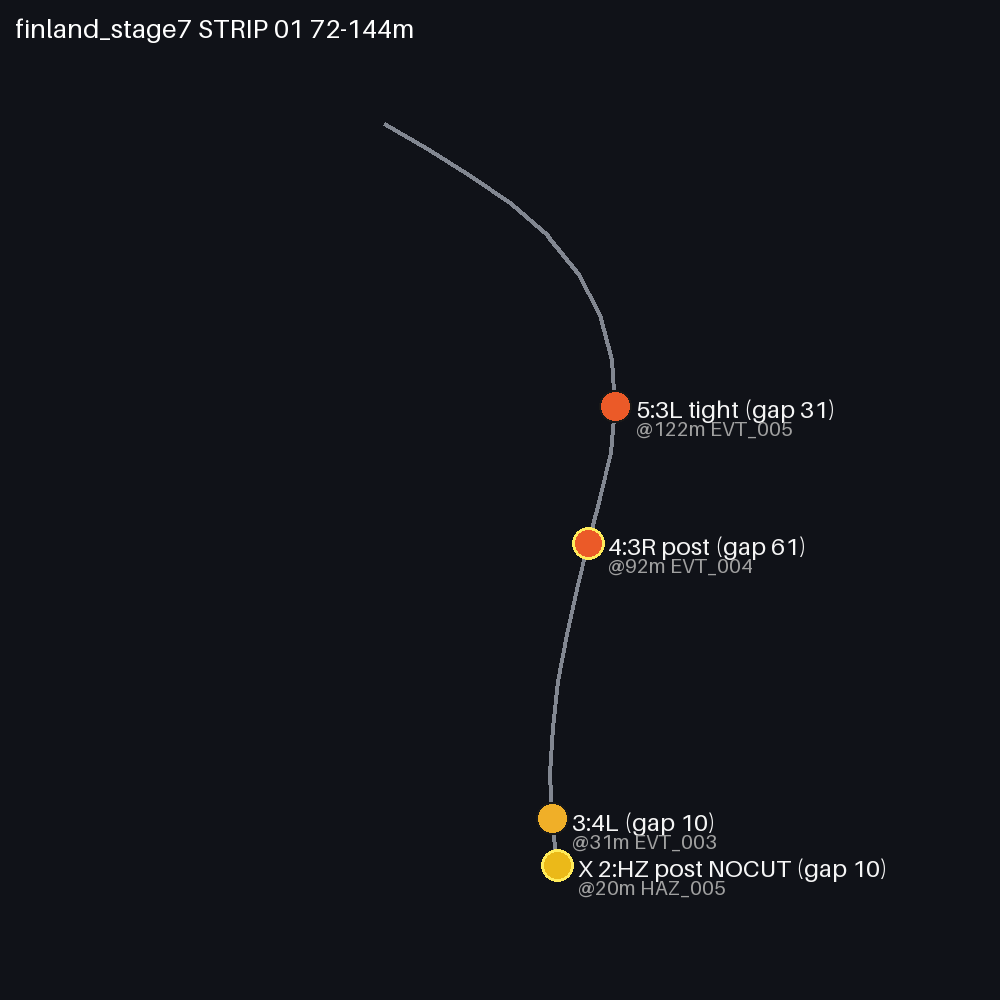 finland_stage7 STRIP 01 72-144m
5:3L tight (gap 31)
@122m EVT_005
4:3R post (gap 61)
@92m EVT_004
3:4L (gap 10)
@31m EVT_003
X 2:HZ post NOCUT (gap 10)
@20m HAZ_005